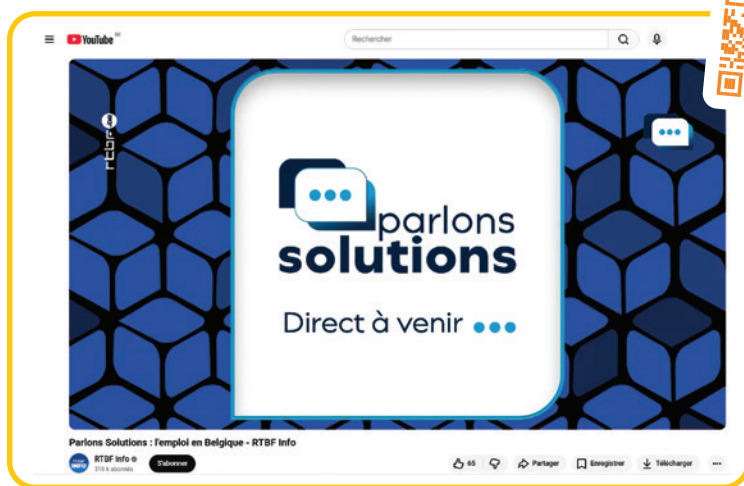 YouTube BE
Rechercher
rtbf
parlons
solutions
Direct à venir
Parlons Solutions : l'emploi en Belgique - RTBF Info
RTBF Info
316 k abonnés
S'abonner
65
Partager
Enregistrer
Télécharger